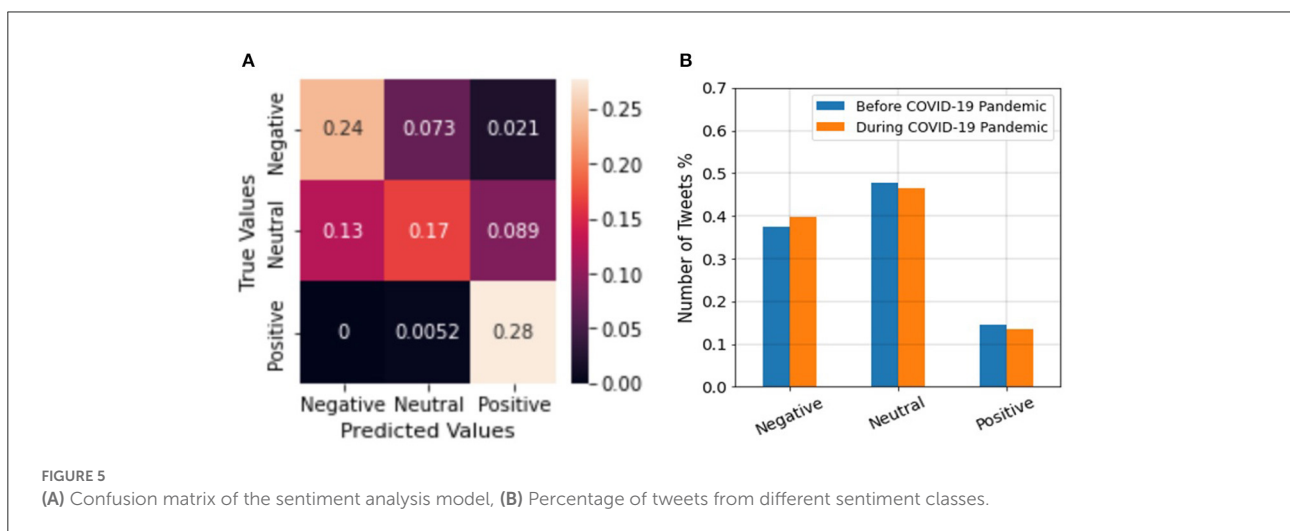 A
True Values
Negative
Neutral
Positive
0.24 0.073 0.021
0.13 0.17 0.089
0 0.0052 0.28
Negative Neutral Positive
Predicted Values
0.25
0.20
0.15
0.10
0.05
0.00
B
Number of Tweets %
0.7
0.6
0.5
0.4
0.3
0.2
0.1
0.0
Before COVID-19 Pandemic
During COVID-19 Pandemic
Negative
Neutral
Positive
FIGURE 5
(A) Confusion matrix of the sentiment analysis model, (B) Percentage of tweets from different sentiment classes.